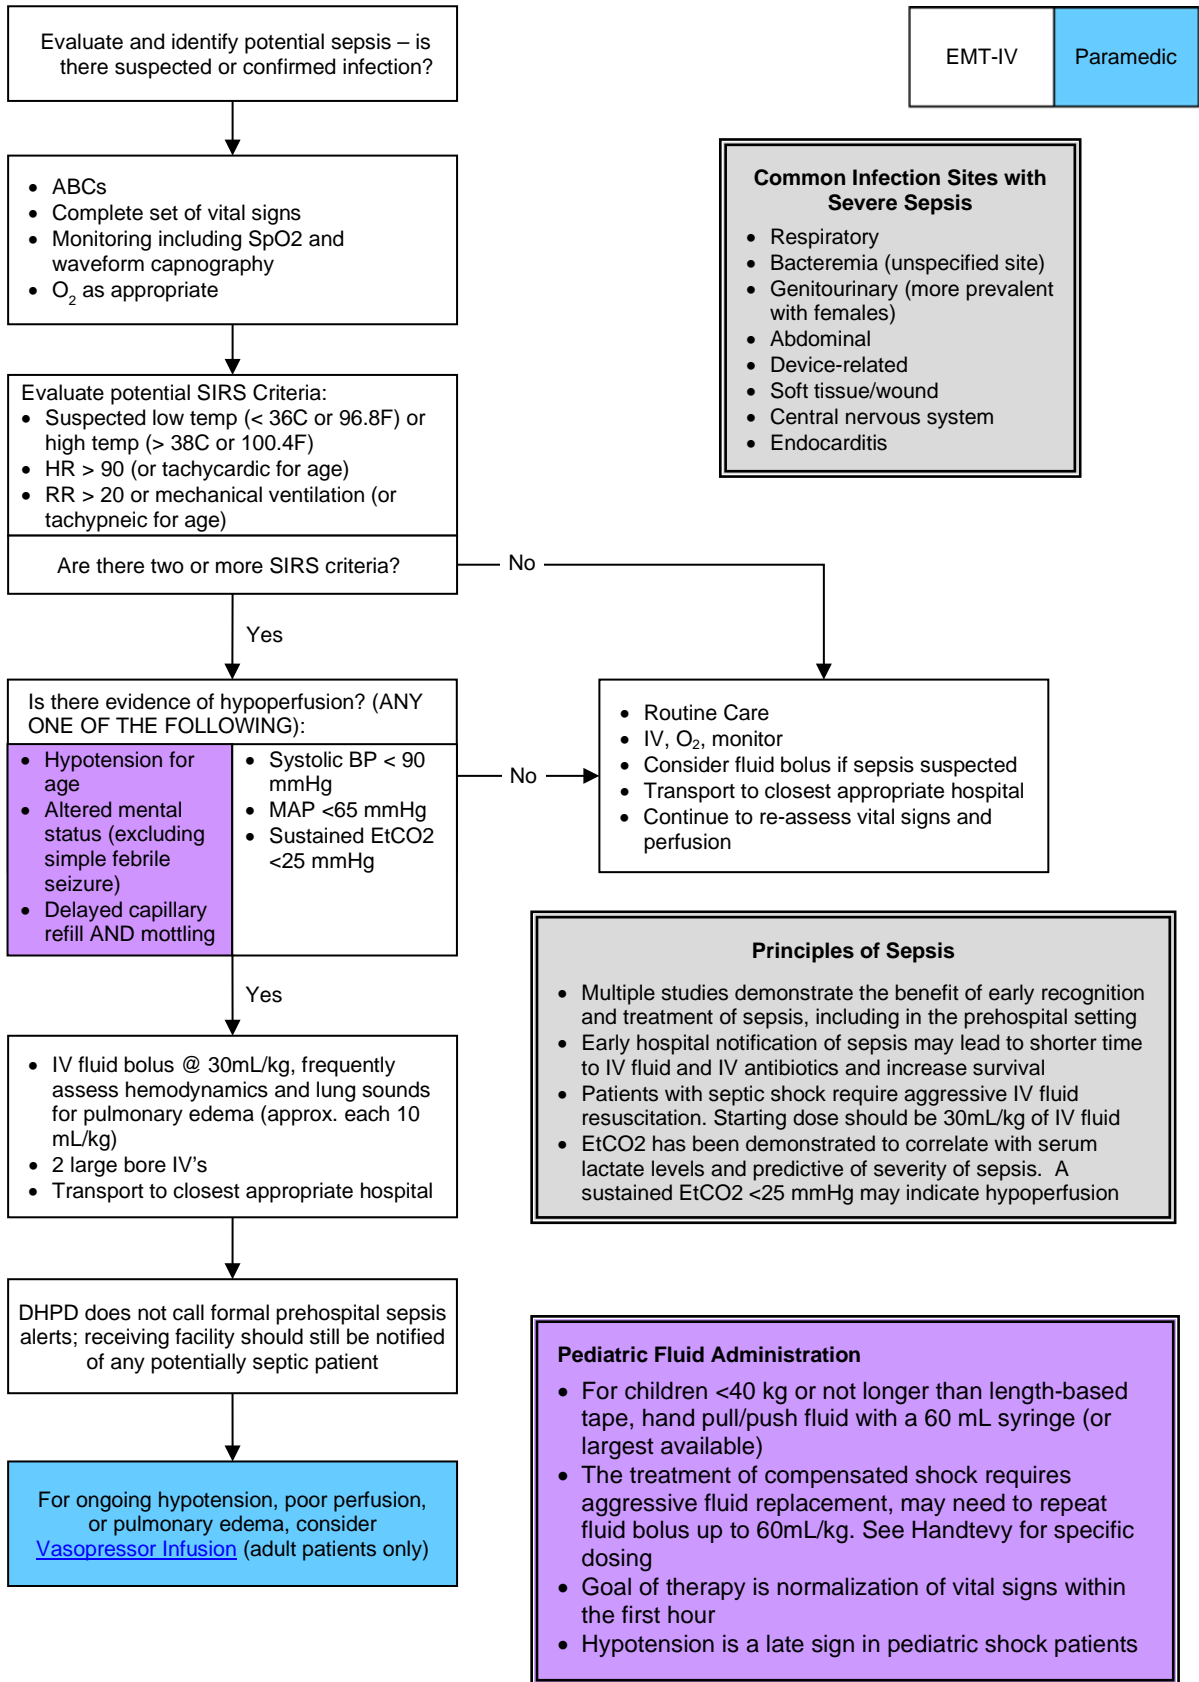 Evaluate and identify potential sepsis – is
there suspected or confirmed infection?
EMT-IV
Paramedic
• ABCs
• Complete set of vital signs
• Monitoring including SpO2 and
waveform capnography
• O2 as appropriate
Common Infection Sites with
Severe Sepsis
• Respiratory
• Bacteremia (unspecified site)
• Genitourinary (more prevalent
with females)
• Abdominal
• Device-related
• Soft tissue/wound
• Central nervous system
• Endocarditis
Evaluate potential SIRS Criteria:
• Suspected low temp (< 36C or 96.8F) or
high temp (> 38C or 100.4F)
• HR > 90 (or tachycardic for age)
• RR > 20 or mechanical ventilation (or
tachypneic for age)
Are there two or more SIRS criteria?
No
Yes
Is there evidence of hypoperfusion? (ANY
ONE OF THE FOLLOWING):
• Hypotension for
age
• Altered mental
status (excluding
simple febrile
seizure)
• Delayed capillary
refill AND mottling
• Systolic BP < 90
mmHg
• MAP <65 mmHg
• Sustained EtCO2
<25 mmHg
No
• Routine Care
• IV, O2, monitor
• Consider fluid bolus if sepsis suspected
• Transport to closest appropriate hospital
• Continue to re-assess vital signs and
perfusion
Yes
• IV fluid bolus @ 30mL/kg, frequently
assess hemodynamics and lung sounds
for pulmonary edema (approx. each 10
mL/kg)
• 2 large bore IV's
• Transport to closest appropriate hospital
Principles of Sepsis
• Multiple studies demonstrate the benefit of early recognition
and treatment of sepsis, including in the prehospital setting
• Early hospital notification of sepsis may lead to shorter time
to IV fluid and IV antibiotics and increase survival
• Patients with septic shock require aggressive IV fluid
resuscitation. Starting dose should be 30mL/kg of IV fluid
• EtCO2 has been demonstrated to correlate with serum
lactate levels and predictive of severity of sepsis. A
sustained EtCO2 <25 mmHg may indicate hypoperfusion
DHPD does not call formal prehospital sepsis
alerts; receiving facility should still be notified
of any potentially septic patient
For ongoing hypotension, poor perfusion,
or pulmonary edema, consider
Vasopressor Infusion (adult patients only)
Pediatric Fluid Administration
• For children <40 kg or not longer than length-based
tape, hand pull/push fluid with a 60 mL syringe (or
largest available)
• The treatment of compensated shock requires
aggressive fluid replacement, may need to repeat
fluid bolus up to 60mL/kg. See Handtevy for specific
dosing
• Goal of therapy is normalization of vital signs within
the first hour
• Hypotension is a late sign in pediatric shock patients